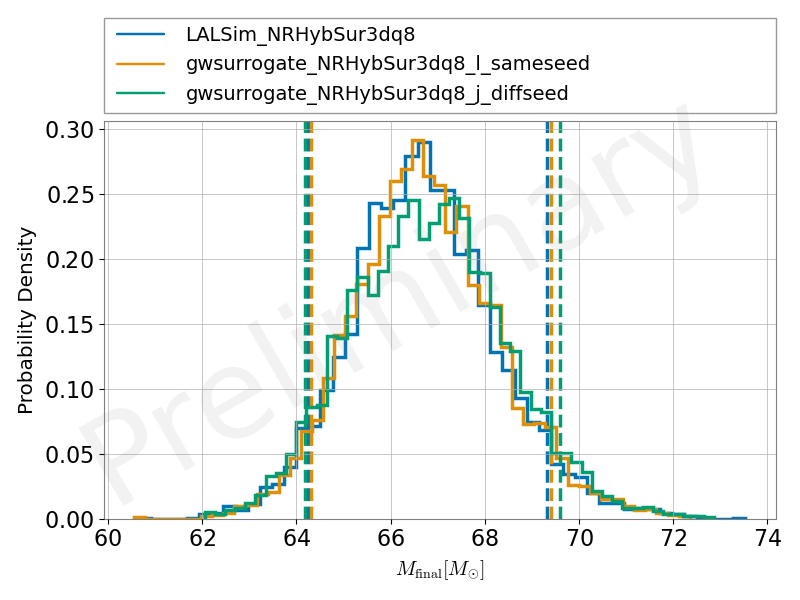 LALSim_NRHybSur3dq8
gwsurrogate_NRHybSur3dq8_l_sameseed
gwsurrogate_NRHybSur3dq8_j_diffseed
0.30
0.25
0.20
0.15
0.10
0.05
0.00
Probability Density
Preliminary
60 62 64 66 68 70 72 74
M_final[M_⊙]